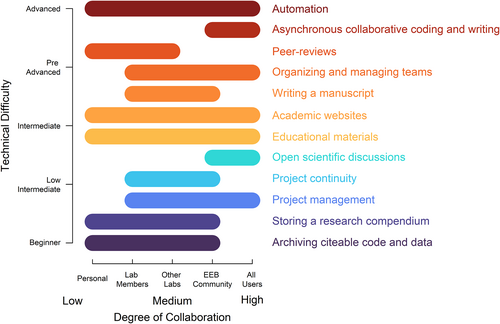 Advanced
Automation
Asynchronous collaborative coding and writing
Peer-reviews
Pre
Advanced
Organizing and managing teams
Writing a manuscript
Academic websites
Intermediate
Educational materials
Open scientific discussions
Low
Intermediate
Project continuity
Project management
Storing a research compendium
Beginner
Archiving citeable code and data
Technical Difficulty
Personal
Lab
Members
Other
Labs
EEB
Community
All
Users
Low
Medium
High
Degree of Collaboration